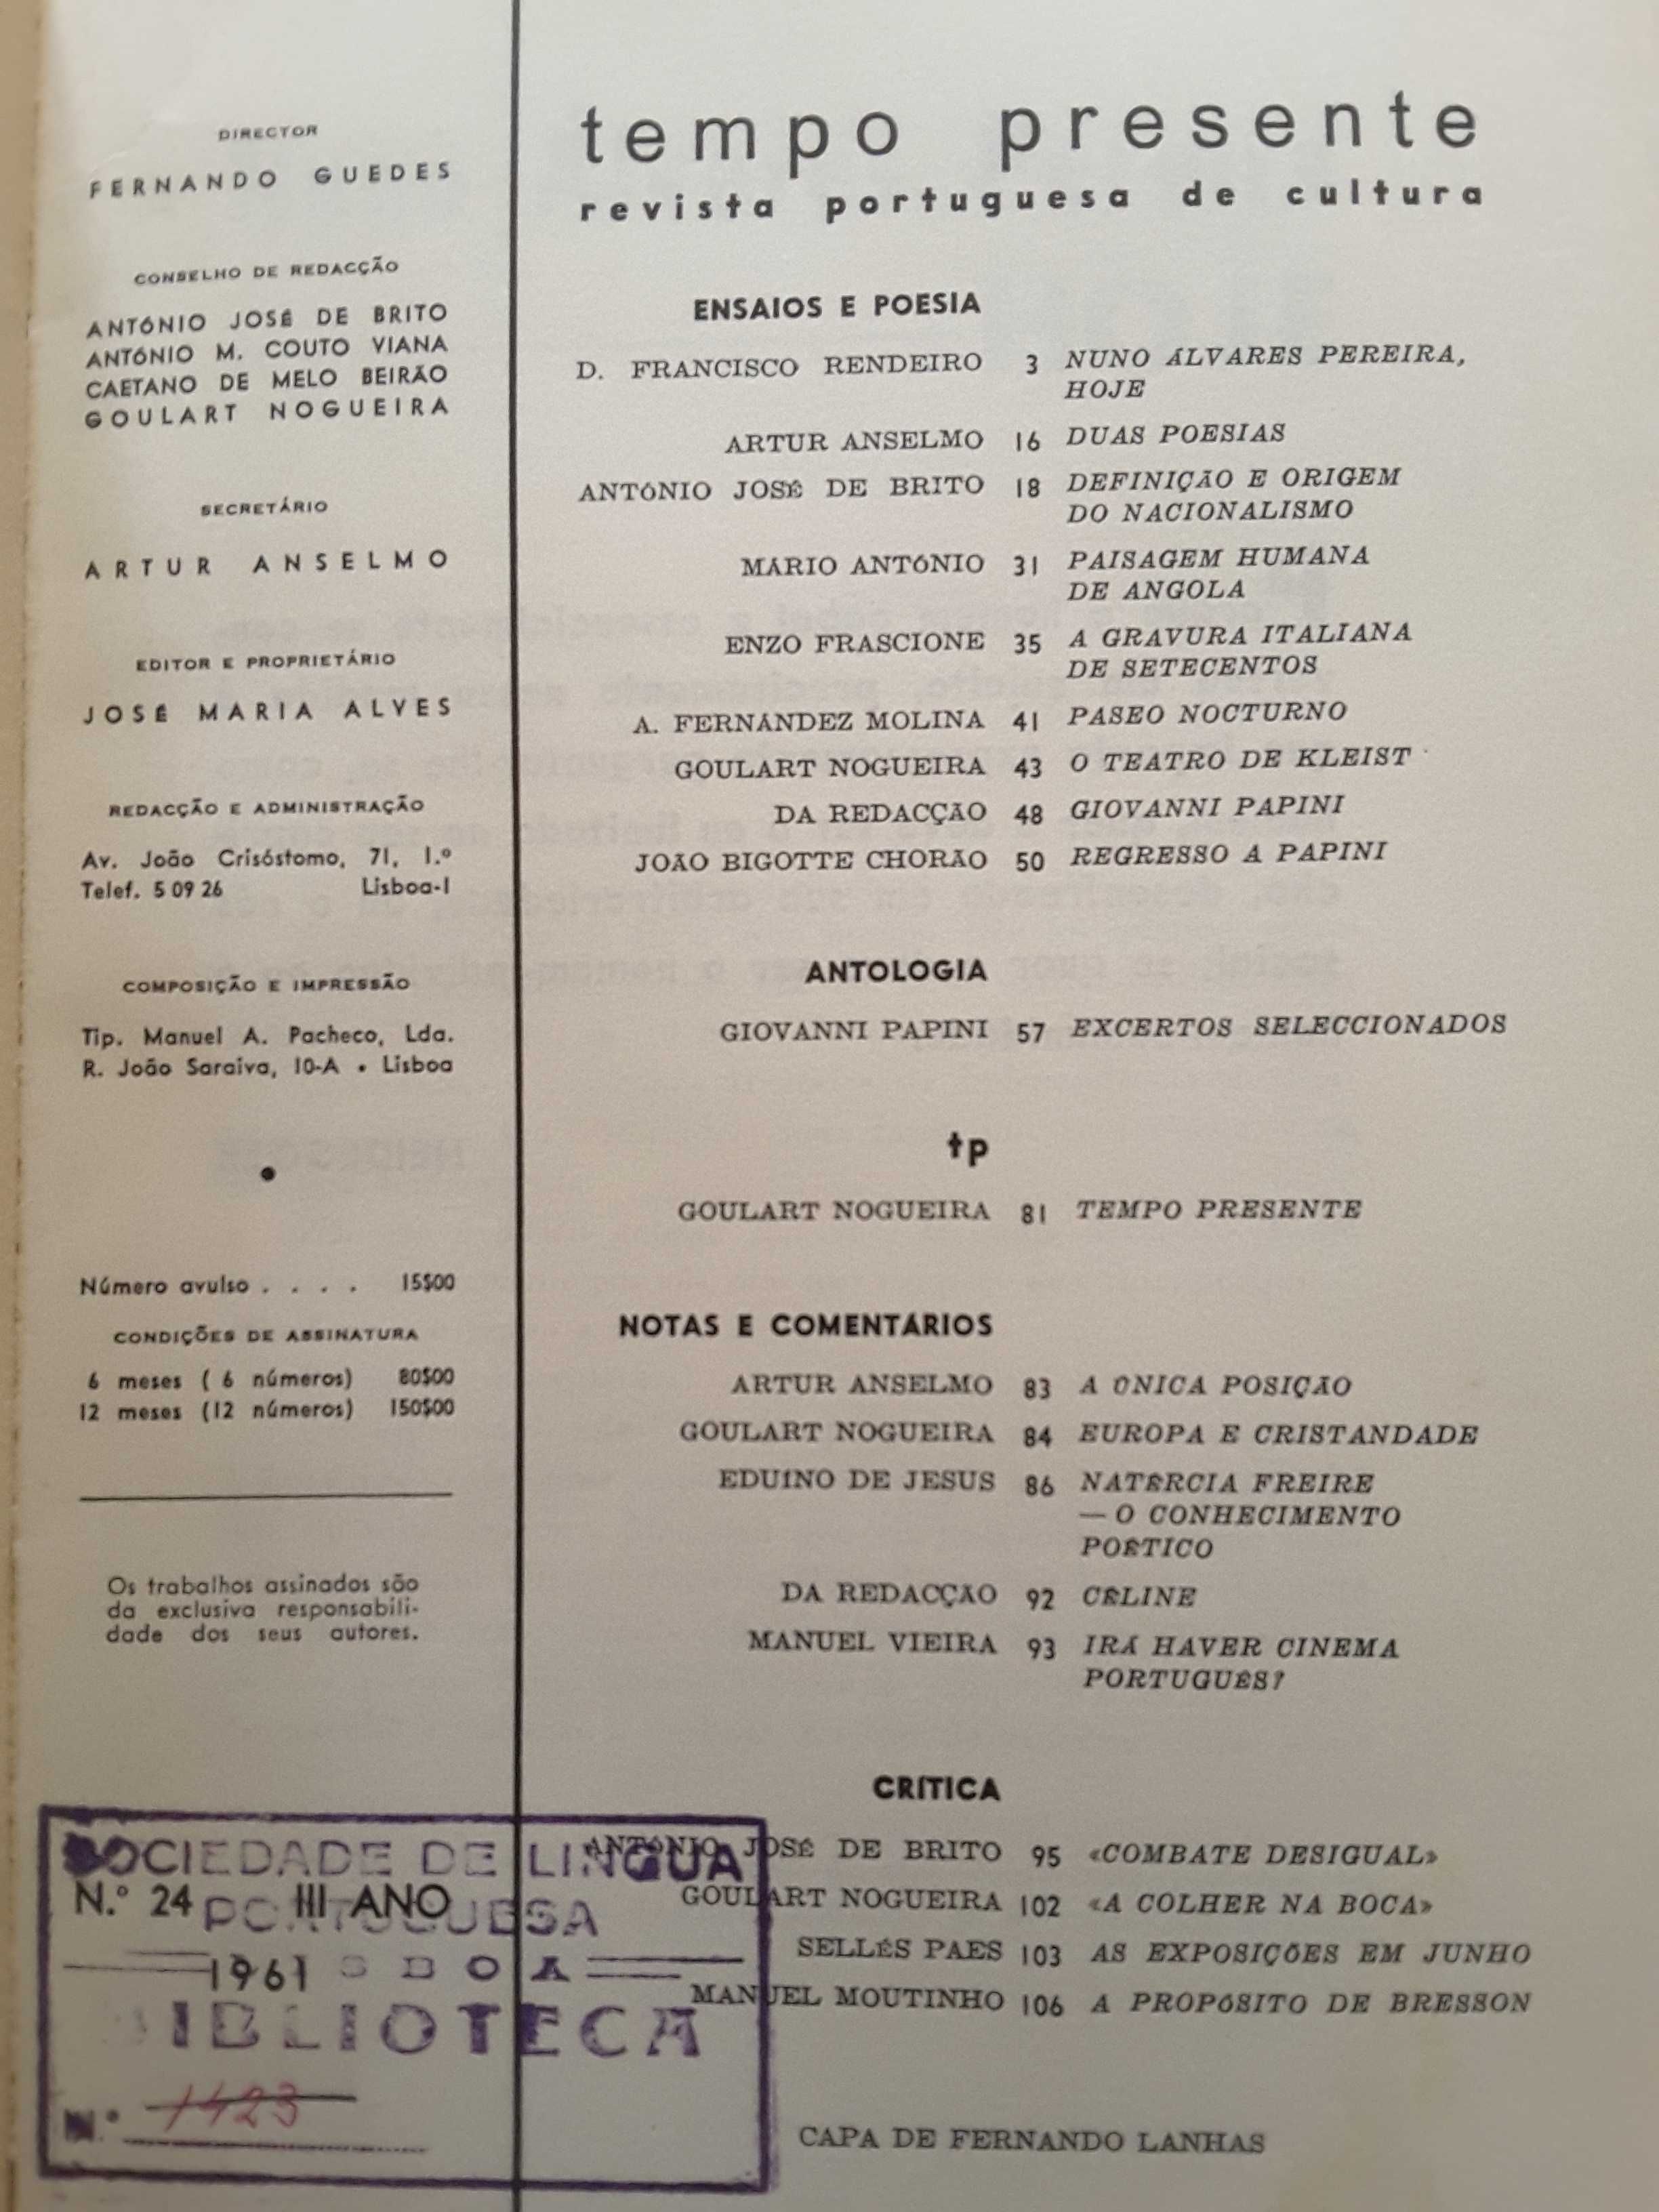 DIRECTOR
FERNANDO GUEDES
CONSELHO DE REDACÇÃO
ANTÓNIO JOSÉ DE BRITO
ANTÓNIO M. COUTO VIANA
CAETANO DE MELO BEIRÃO
GOULART NOGUEIRA
SECRETÁRIO
ARTUR ANSELMO
EDITOR E PROPRIETÁRIO
JOSÉ MARIA ALVES
REDACÇÃO E ADMINISTRAÇÃO
Av. João Crisóstomo, 71, 1.º
Telef. 5 09 26 Lisboa-1
COMPOSIÇÃO E IMPRESSÃO
Tip. Manuel A. Pacheco, Lda.
R. João Saraiva, 10-A • Lisboa
•
Número avulso . . . . 15$00
CONDIÇÕES DE ASSINATURA
6 meses ( 6 números) 80$00
12 meses (12 números) 150$00
Os trabalhos assinados são
da exclusiva responsabili-
dade dos seus autores.
N.º 24 III ANO
1961
SOCIEDADE DE LINGUA
PORTUGUESA
BIBLIOTECA
N.º 1423
tempo presente
revista portuguesa de cultura
ENSAIOS E POESIA
D. FRANCISCO RENDEIRO 3 NUNO ÁLVARES PEREIRA,
HOJE
ARTUR ANSELMO 16 DUAS POESIAS
ANTÓNIO JOSÉ DE BRITO 18 DEFINIÇÃO E ORIGEM
DO NACIONALISMO
MÁRIO ANTÓNIO 31 PAISAGEM HUMANA
DE ANGOLA
ENZO FRASCIONE 35 A GRAVURA ITALIANA
DE SETECENTOS
A. FERNÁNDEZ MOLINA 41 PASEO NOCTURNO
GOULART NOGUEIRA 43 O TEATRO DE KLEIST
DA REDACÇÃO 48 GIOVANNI PAPINI
JOÃO BIGOTTE CHORÃO 50 REGRESSO A PAPINI
ANTOLOGIA
GIOVANNI PAPINI 57 EXCERTOS SELECCIONADOS
tp
GOULART NOGUEIRA 81 TEMPO PRESENTE
NOTAS E COMENTÁRIOS
ARTUR ANSELMO 83 A ÚNICA POSIÇÃO
GOULART NOGUEIRA 84 EUROPA E CRISTANDADE
EDUÍNO DE JESUS 86 NATÉRCIA FREIRE
— O CONHECIMENTO
POÉTICO
DA REDACÇÃO 92 CÉLINE
MANUEL VIEIRA 93 IRÁ HAVER CINEMA
PORTUGUÊS?
CRÍTICA
ANTÓNIO JOSÉ DE BRITO 95 «COMBATE DESIGUAL»
GOULART NOGUEIRA 102 «A COLHER NA BOCA»
SELLÉS PAES 103 AS EXPOSIÇÕES EM JUNHO
MANUEL MOUTINHO 106 A PROPÓSITO DE BRESSON
CAPA DE FERNANDO LANHAS